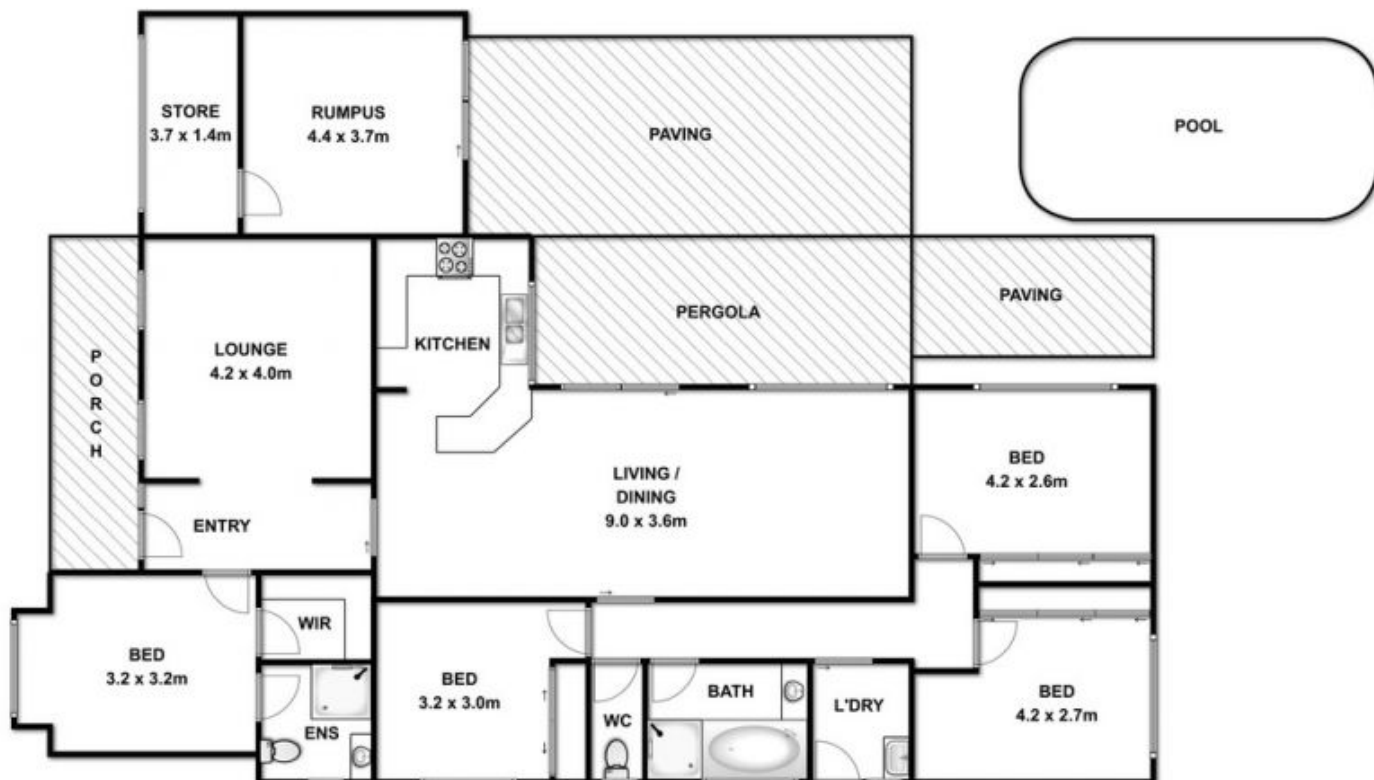 STORE
3.7 x 1.4m
RUMPUS
4.4 x 3.7m
PAVING
POOL
PORCH
LOUNGE
4.2 x 4.0m
KITCHEN
PERGOLA
PAVING
ENTRY
LIVING /
DINING
9.0 x 3.6m
BED
4.2 x 2.6m
BED
3.2 x 3.2m
WIR
ENS
BED
3.2 x 3.0m
WC
BATH
L'DRY
BED
4.2 x 2.7m